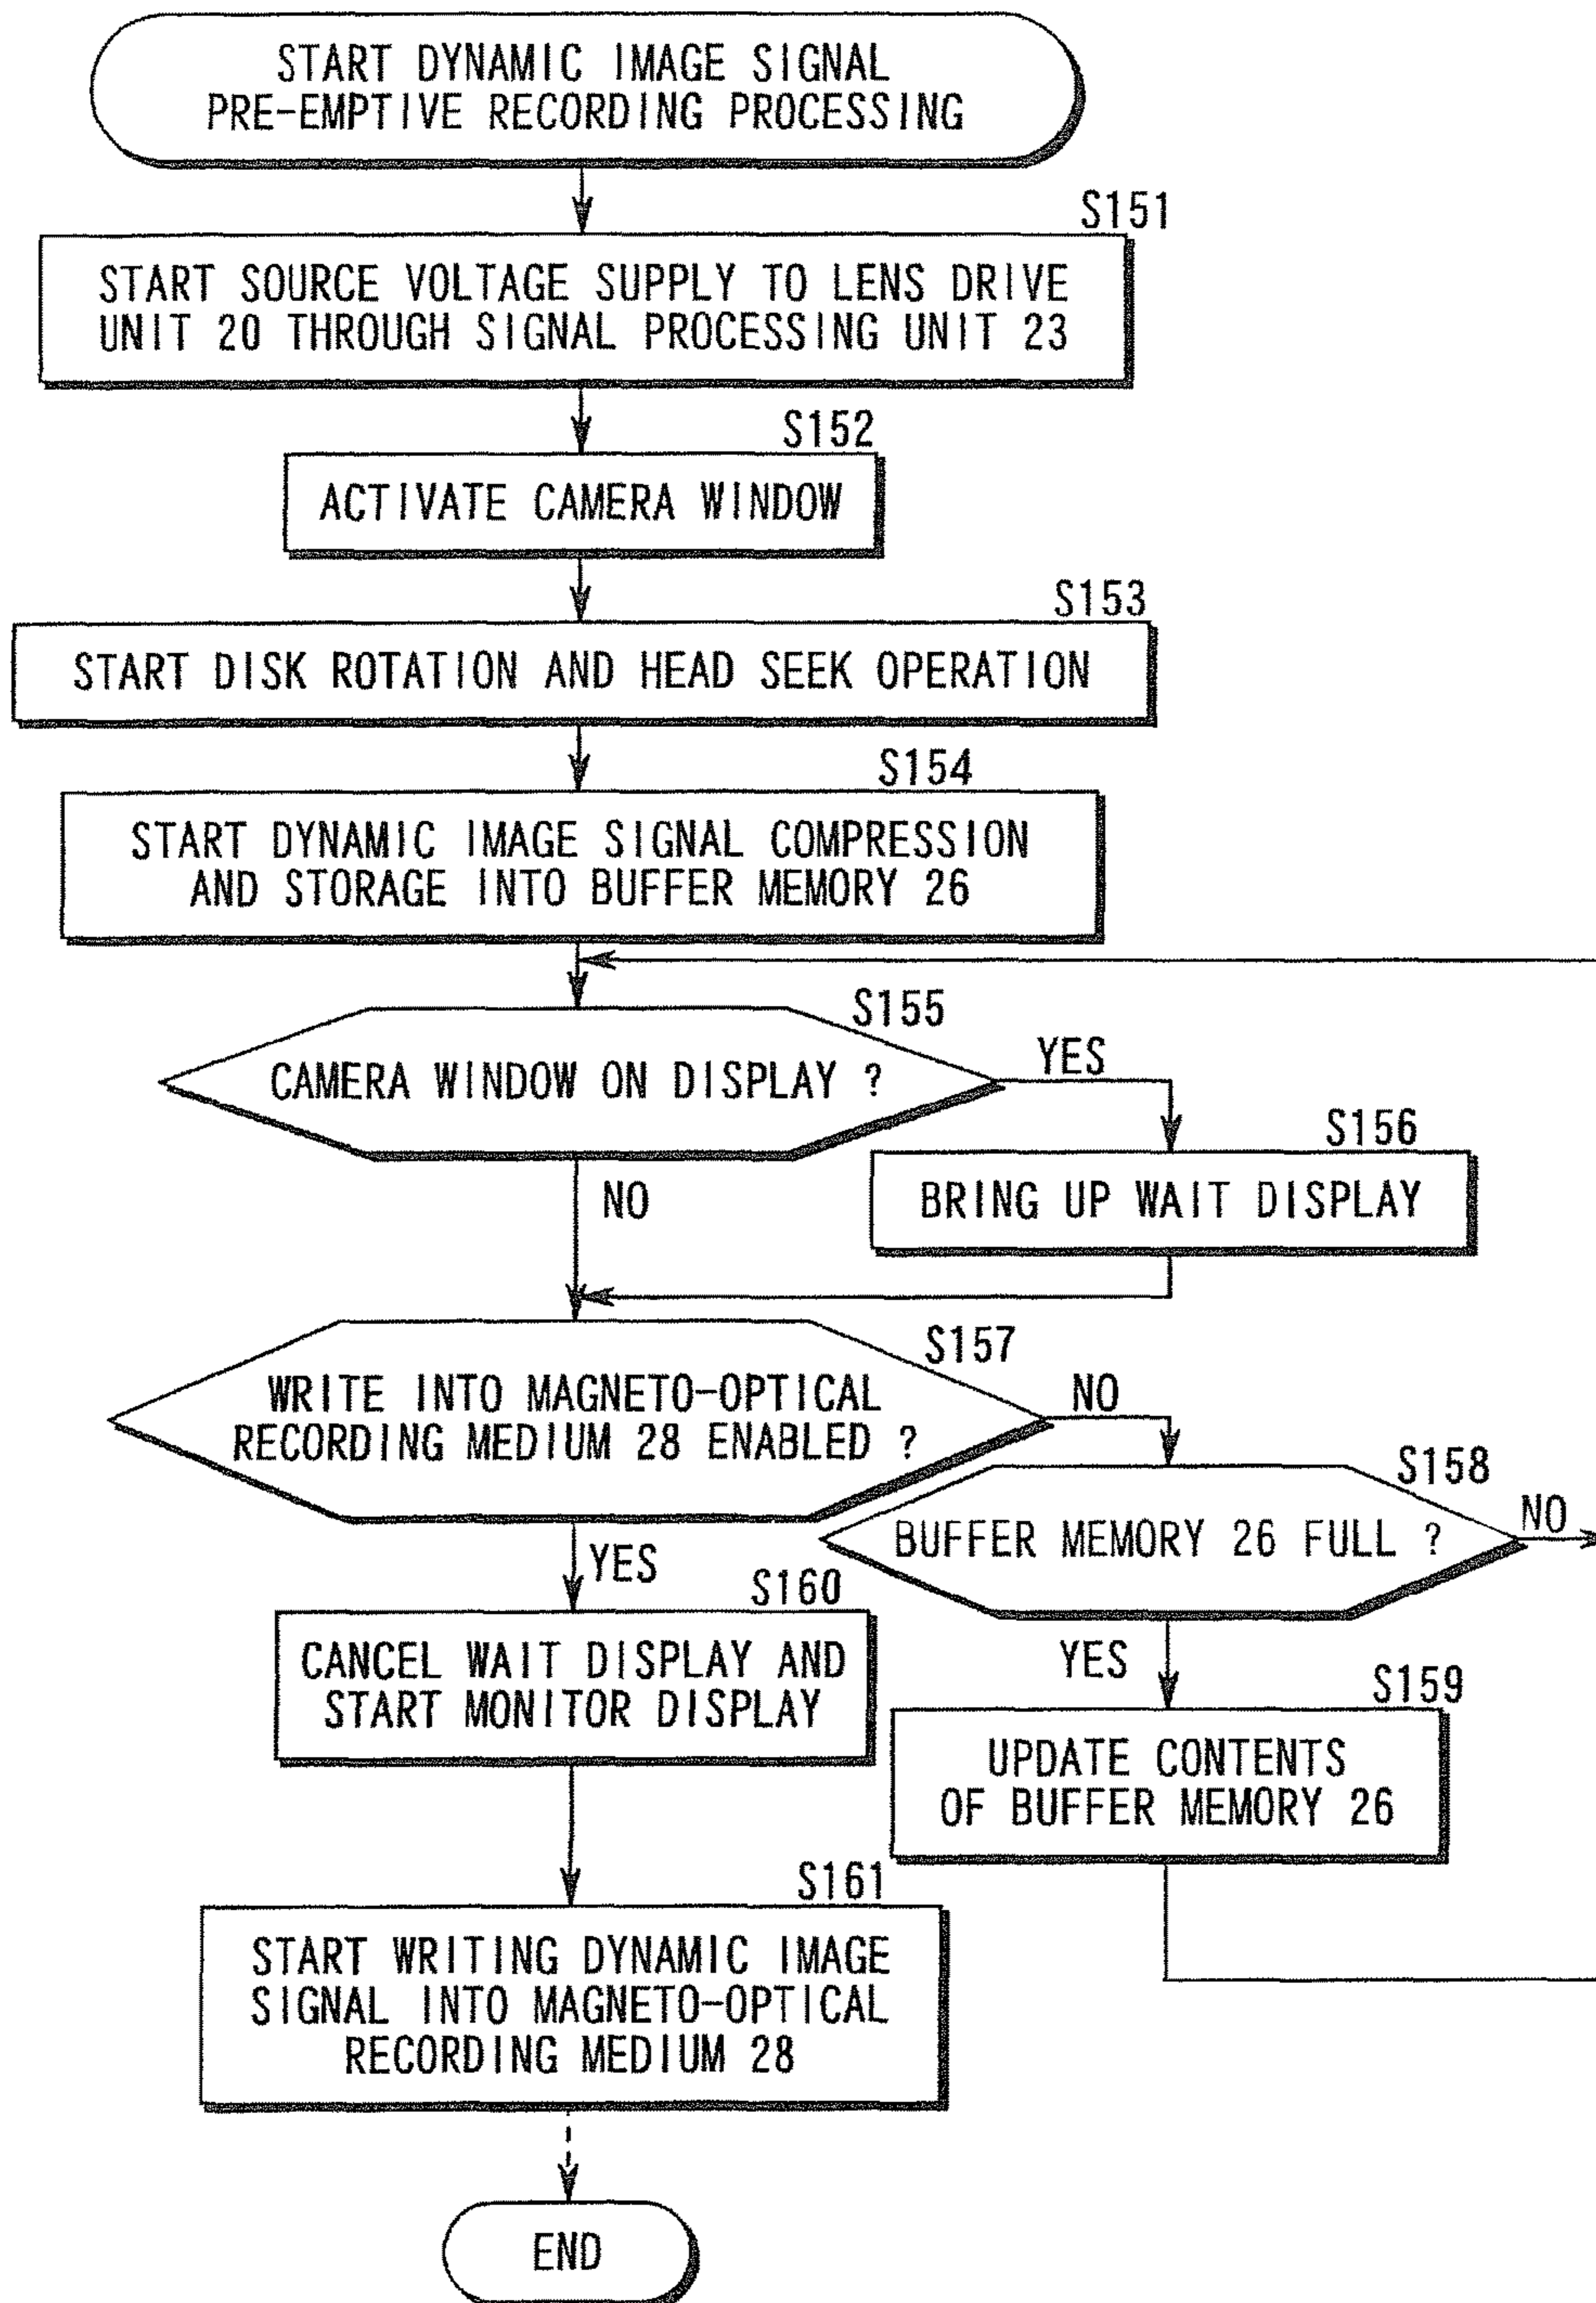 START DYNAMIC IMAGE SIGNAL
PRE-EMPTIVE RECORDING PROCESSING
S151
START SOURCE VOLTAGE SUPPLY TO LENS DRIVE
UNIT 20 THROUGH SIGNAL PROCESSING UNIT 23
S152
ACTIVATE CAMERA WINDOW
S153
START DISK ROTATION AND HEAD SEEK OPERATION
S154
START DYNAMIC IMAGE SIGNAL COMPRESSION
AND STORAGE INTO BUFFER MEMORY 26
S155
CAMERA WINDOW ON DISPLAY ?
YES
S156
BRING UP WAIT DISPLAY
NO
S157
WRITE INTO MAGNETO-OPTICAL
RECORDING MEDIUM 28 ENABLED ?
NO
S158
BUFFER MEMORY 26 FULL ?
NO
YES
S160
CANCEL WAIT DISPLAY AND
START MONITOR DISPLAY
YES
S159
UPDATE CONTENTS
OF BUFFER MEMORY 26
S161
START WRITING DYNAMIC IMAGE
SIGNAL INTO MAGNETO-OPTICAL
RECORDING MEDIUM 28
END